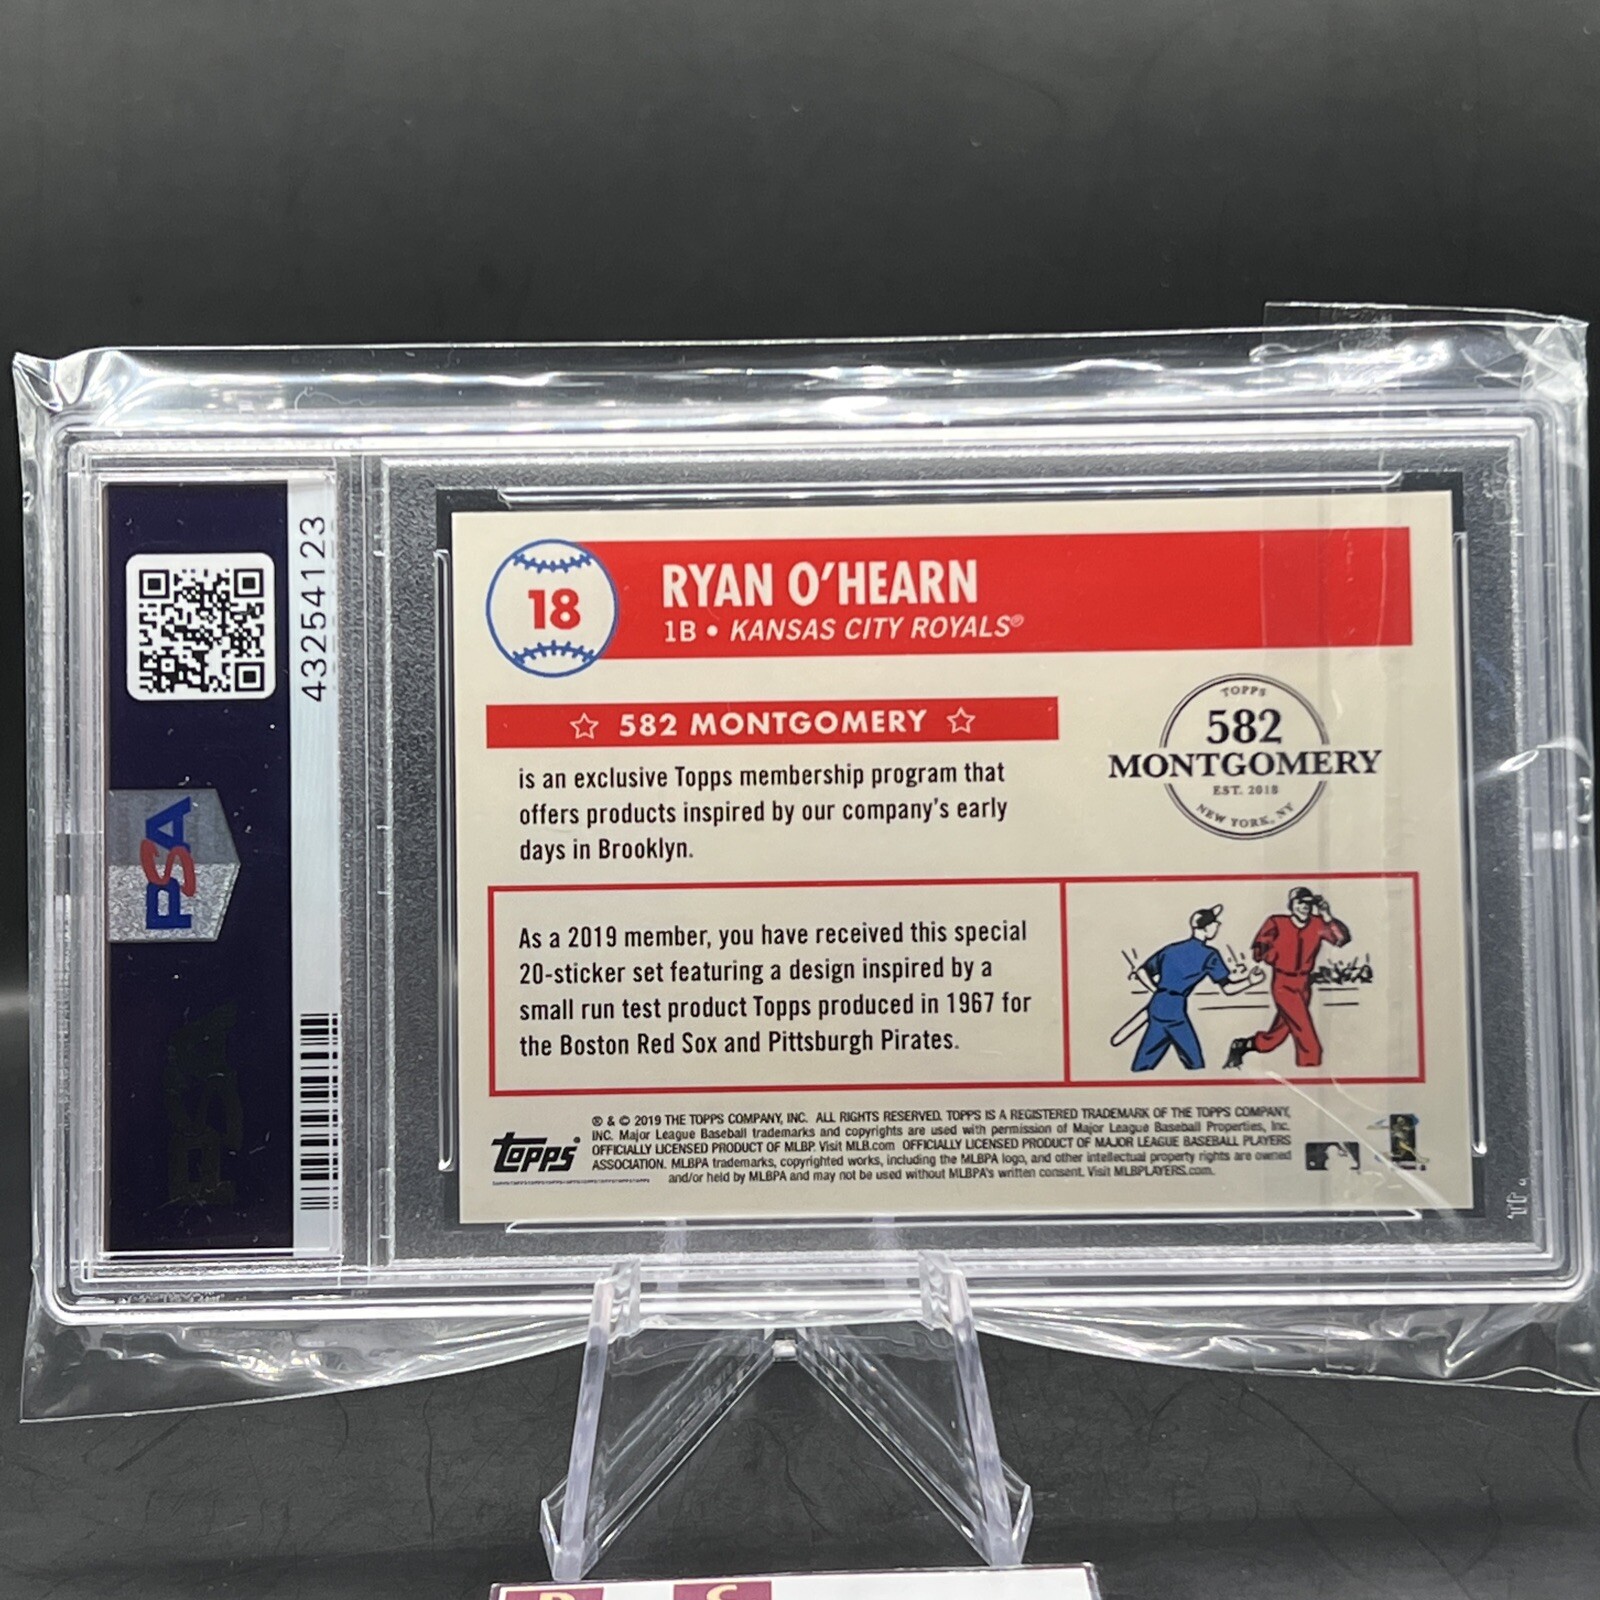 43254123
PSA
18
RYAN O'HEARN
1B • KANSAS CITY ROYALS®
☆ 582 MONTGOMERY ☆
is an exclusive Topps membership program that
offers products inspired by our company's early
days in Brooklyn.
TOPPS
582
MONTGOMERY
EST. 2018
NEW YORK, NY
As a 2019 member, you have received this special
20-sticker set featuring a design inspired by a
small run test product Topps produced in 1967 for
the Boston Red Sox and Pittsburgh Pirates.
topps
® & © 2019 THE TOPPS COMPANY, INC. ALL RIGHTS RESERVED. TOPPS IS A REGISTERED TRADEMARK OF THE TOPPS COMPANY,
INC. Major League Baseball trademarks and copyrights are used with permission of Major League Baseball Properties, Inc.
OFFICIALLY LICENSED PRODUCT OF MLBP. Visit MLB.com OFFICIALLY LICENSED PRODUCT OF MAJOR LEAGUE BASEBALL PLAYERS
ASSOCIATION. MLBPA trademarks, copyrighted works, including the MLBPA logo, and other intellectual property rights are owned
and/or held by MLBPA and may not be used without MLBPA's written consent. Visit MLBPLAYERS.com.